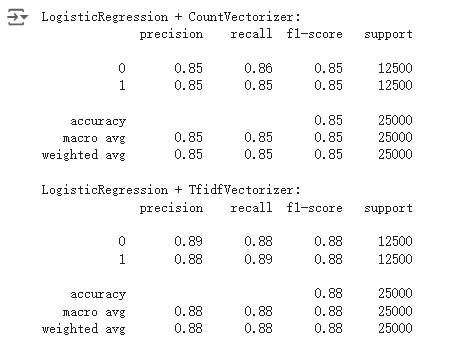 LogisticRegression + CountVectorizer:
precision recall f1-score support
0 0.85 0.86 0.85 12500
1 0.85 0.85 0.85 12500
accuracy 0.85 25000
macro avg 0.85 0.85 0.85 25000
weighted avg 0.85 0.85 0.85 25000
LogisticRegression + TfidfVectorizer:
precision recall f1-score support
0 0.89 0.88 0.88 12500
1 0.88 0.89 0.88 12500
accuracy 0.88 25000
macro avg 0.88 0.88 0.88 25000
weighted avg 0.88 0.88 0.88 25000